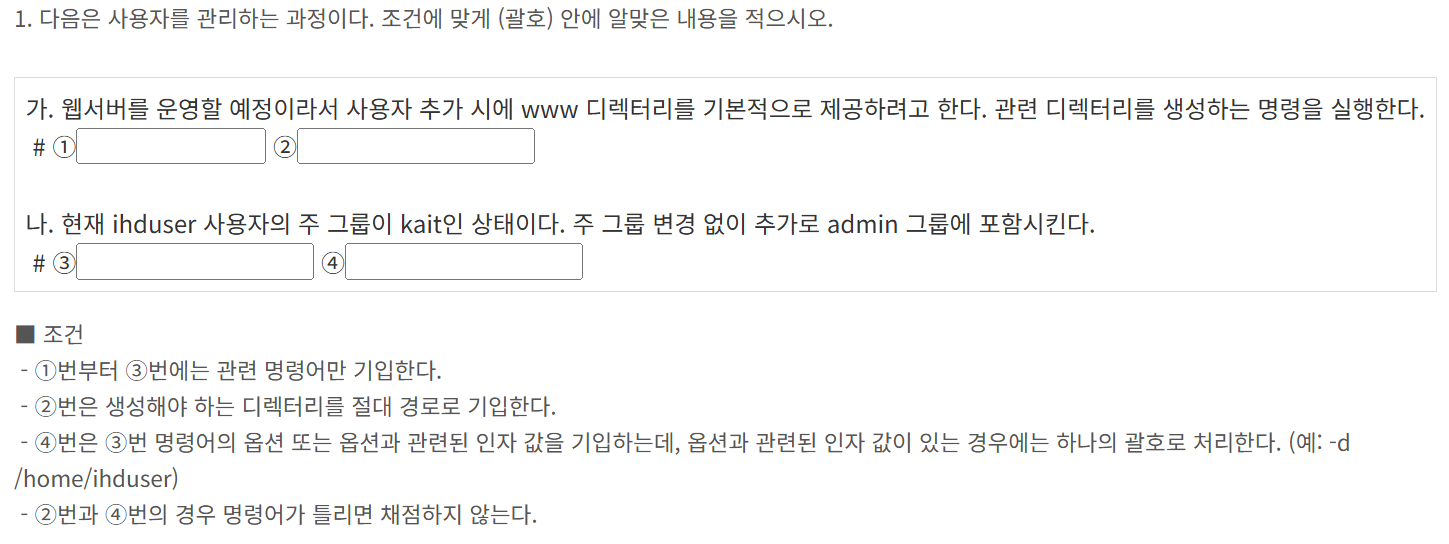 1. 다음은 사용자를 관리하는 과정이다. 조건에 맞게 (괄호) 안에 알맞은 내용을 적으시오.
가. 웹서버를 운영할 예정이라서 사용자 추가 시에 www 디렉터리를 기본적으로 제공하려고 한다. 관련 디렉터리를 생성하는 명령을 실행한다.
# ① ②
나. 현재 ihduser 사용자의 주 그룹이 kait인 상태이다. 주 그룹 변경 없이 추가로 admin 그룹에 포함시킨다.
# ③ ④
■ 조건
- ①번부터 ③번에는 관련 명령어만 기입한다.
- ②번은 생성해야 하는 디렉터리를 절대 경로로 기입한다.
- ④번은 ③번 명령어의 옵션 또는 옵션과 관련된 인자 값을 기입하는데, 옵션과 관련된 인자 값이 있는 경우에는 하나의 괄호로 처리한다. (예: -d
/home/ihduser)
- ②번과 ④번의 경우 명령어가 틀리면 채점하지 않는다.